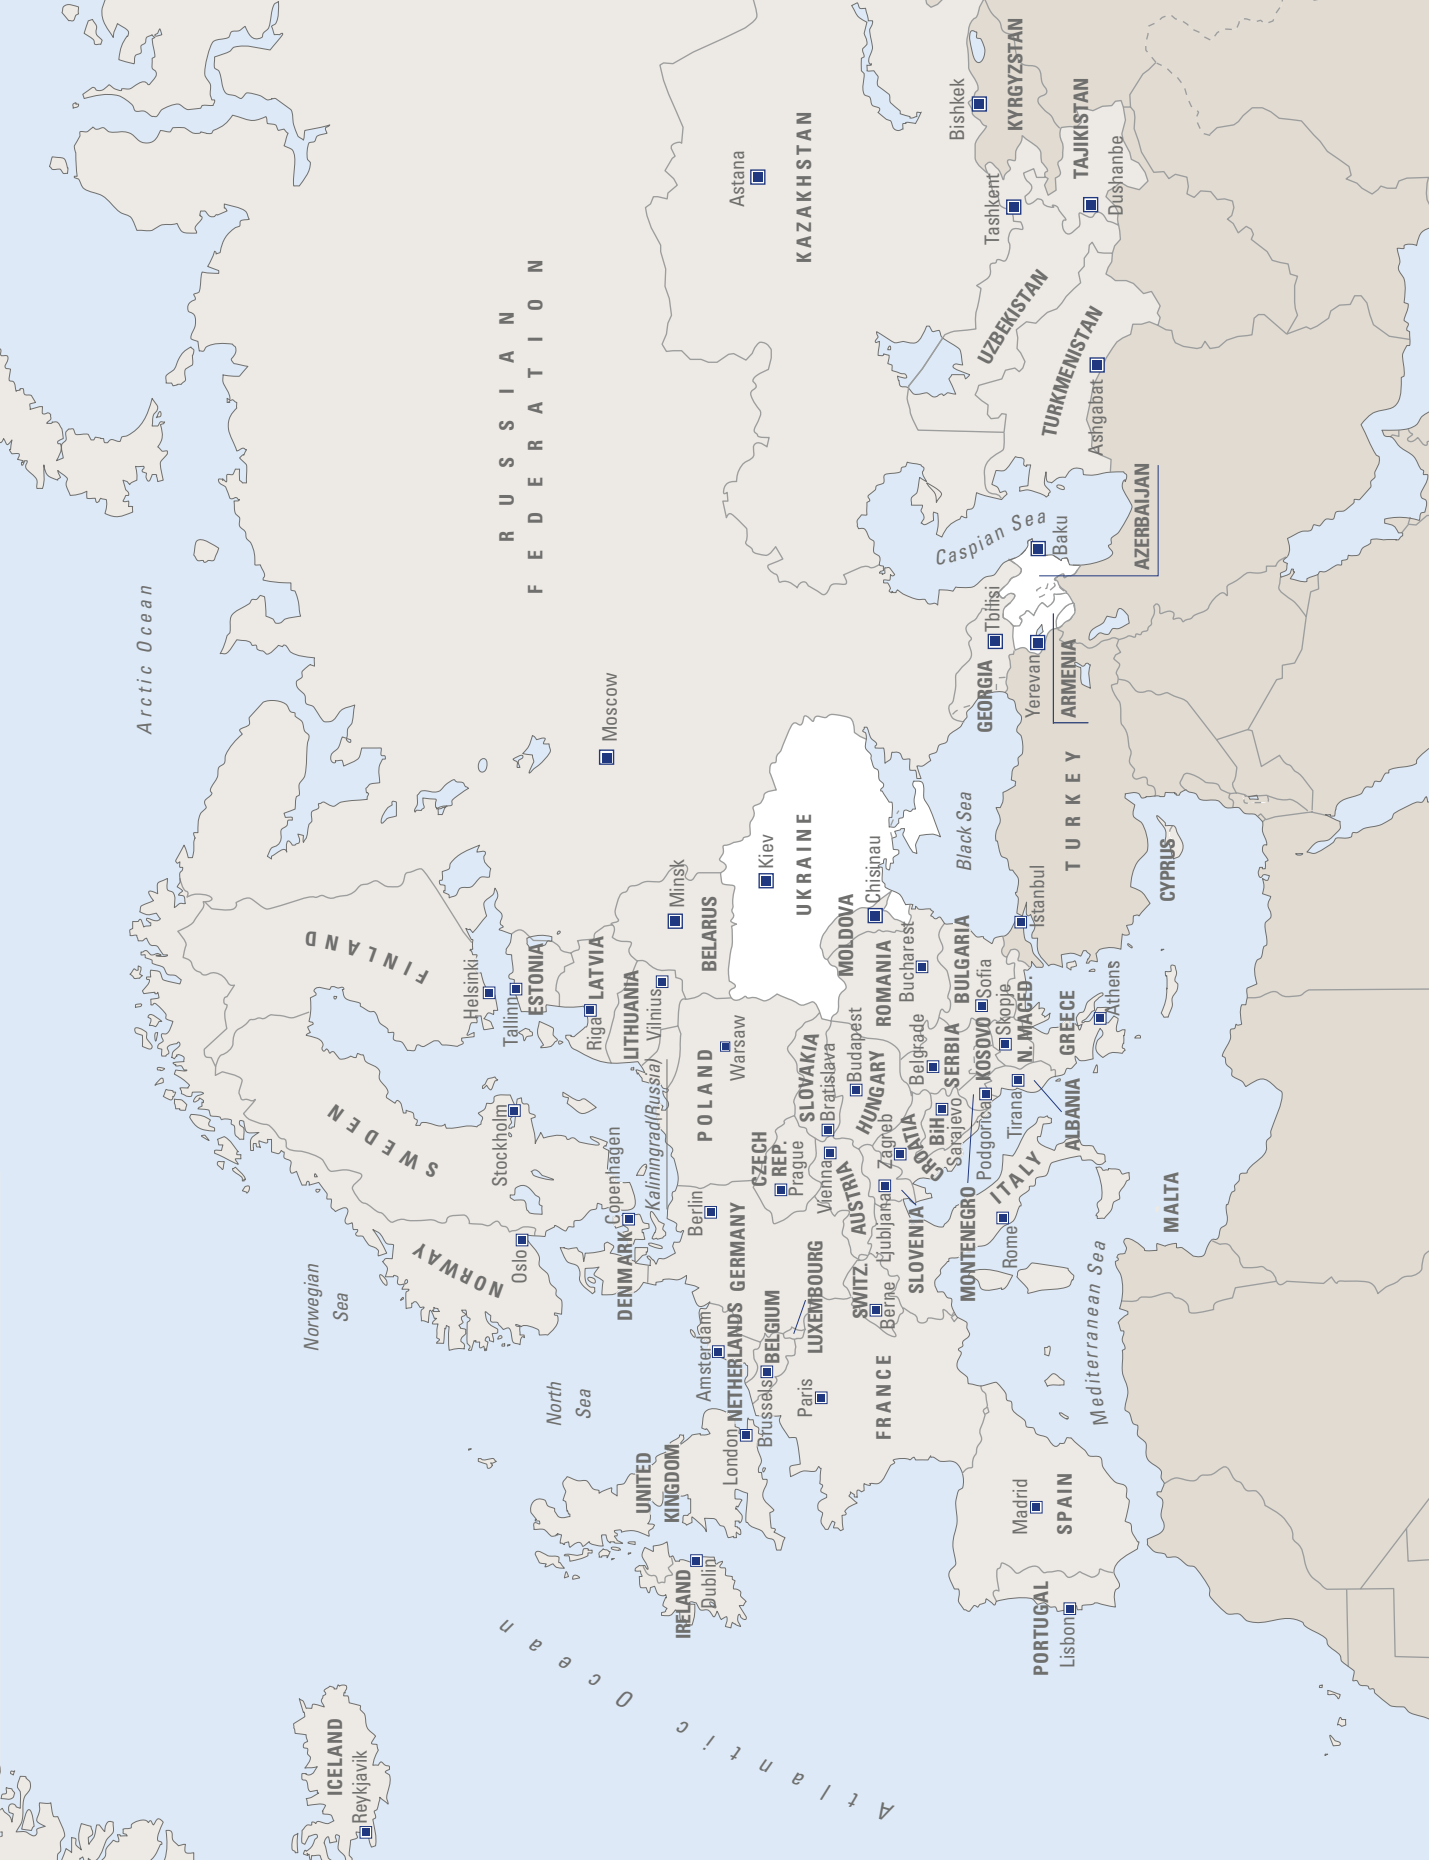 Arctic Ocean
RUSSIAN
FEDERATION
Norwegian
Sea
ICELAND
Reykjavik
FINLAND
Helsinki
SWEDEN
Stockholm
NORWAY
Oslo
Tallinn
ESTONIA
Riga
LATVIA
LITHUANIA
Vilnius
Moscow
Minsk
BELARUS
Kaliningrad(Russia)
Copenhagen
DENMARK
North
Sea
UNITED
KINGDOM
London
IRELAND
Dublin
Atlantic Ocean
Amsterdam
NETHERLANDS
Brussels
BELGIUM
LUXEMBOURG
Berlin
GERMANY
POLAND
Warsaw
CZECH
REP.
Prague
SLOVAKIA
Bratislava
Vienna
AUSTRIA
Budapest
HUNGARY
Kiev
UKRAINE
MOLDOVA
Chisinau
ROMANIA
Bucharest
Paris
FRANCE
SWITZ.
Berne
Ljubljana
SLOVENIA
Zagreb
CROATIA
BiH
Sarajevo
Belgrade
SERBIA
BULGARIA
Sofia
KOSOVO
Skopje
N. MACED.
Podgorica
MONTENEGRO
Tirana
ALBANIA
ITALY
Rome
GREECE
Athens
MALTA
Mediterranean Sea
Madrid
SPAIN
PORTUGAL
Lisbon
Black Sea
Istanbul
TURKEY
CYPRUS
GEORGIA
Tbilisi
Yerevan
ARMENIA
Caspian Sea
Baku
AZERBAIJAN
Astana
KAZAKHSTAN
UZBEKISTAN
Tashkent
TURKMENISTAN
Ashgabat
Bishkek
KYRGYZSTAN
TAJIKISTAN
Dushanbe